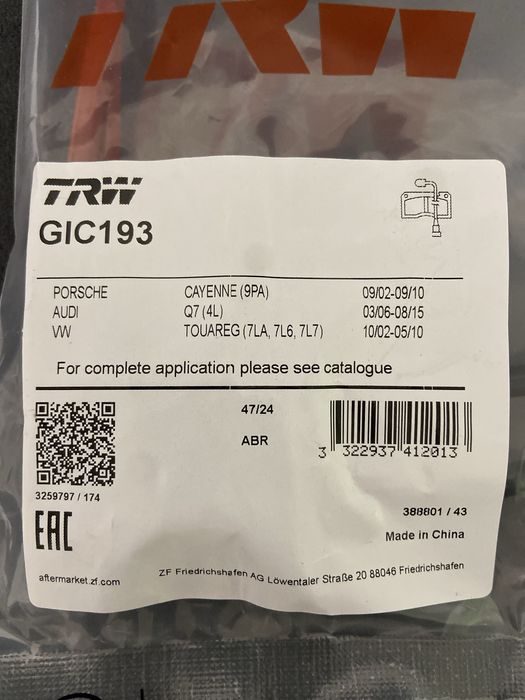 TRW
TRW
GIC193
PORSCHE CAYENNE (9PA) 09/02-09/10
AUDI Q7 (4L) 03/06-08/15
VW TOUAREG (7LA, 7L6, 7L7) 10/02-05/10
For complete application please see catalogue
47/24
ABR
3 322937 412013
3259797 / 174
388801 / 43
EAC
Made in China
aftermarket.zf.com
ZF Friedrichshafen AG Löwentaler Straße 20 88046 Friedrichshafen